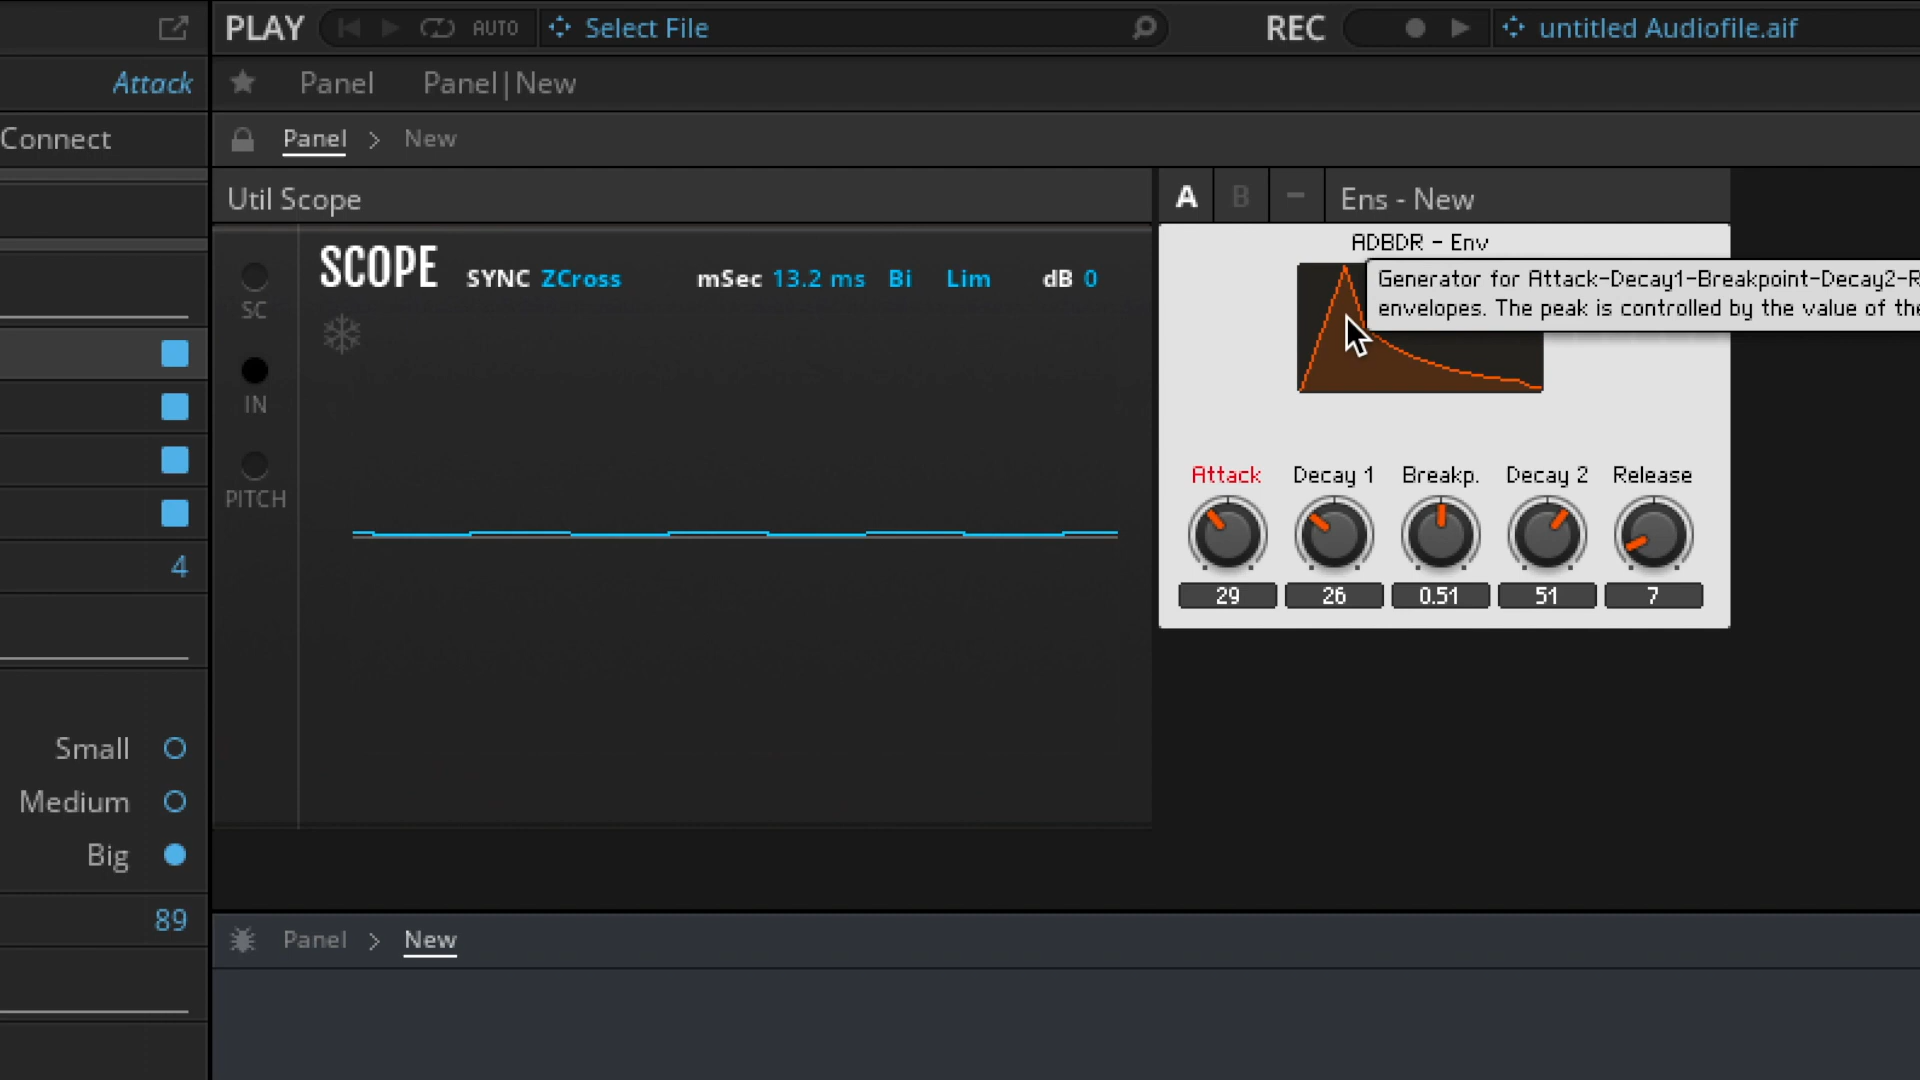 PLAY AUTO Select File REC untitled Audiofile.aif
Attack Panel Panel|New
Connect Panel > New
Util Scope A B – Ens - New
SCOPE SYNC ZCross mSec 13.2 ms Bi Lim dB 0
SC
IN
PITCH
ADBDR - Env
Generator for Attack-Decay1-Breakpoint-Decay2-R
envelopes. The peak is controlled by the value of the
Attack Decay 1 Breakp. Decay 2 Release
29 26 0.51 51 7
4
Small
Medium
Big
89
Panel > New